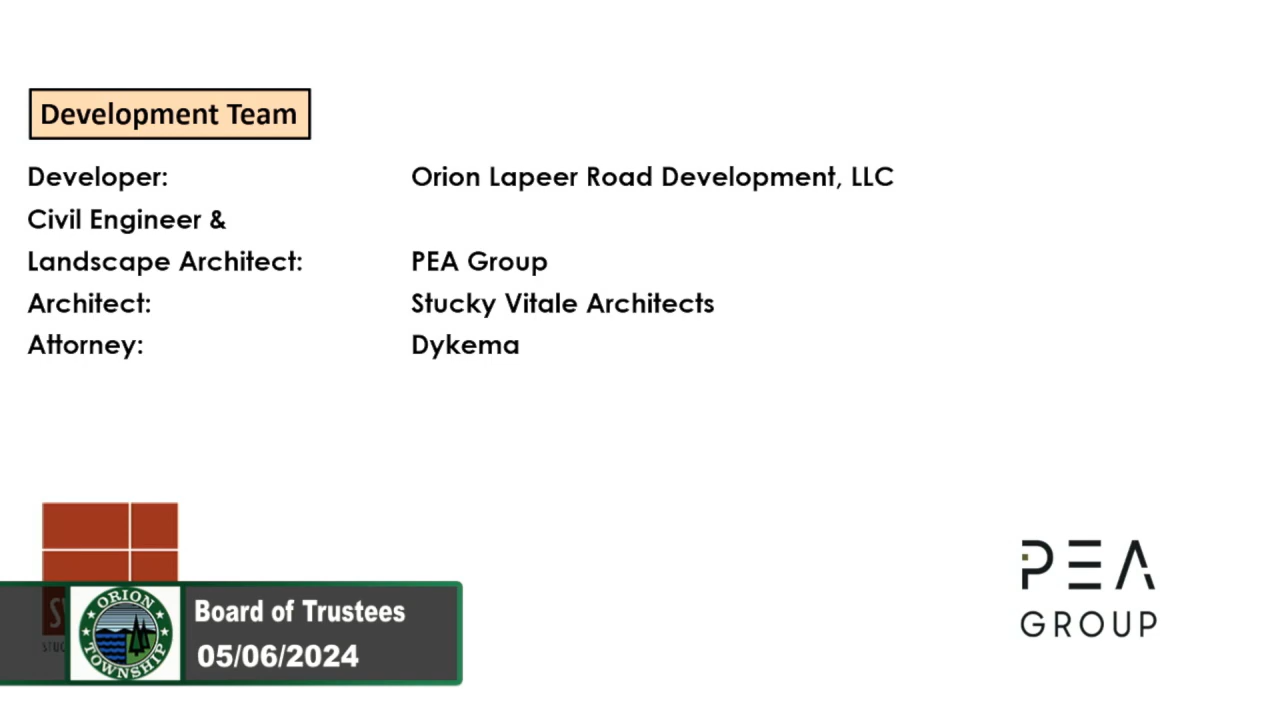 Development Team
Developer: Orion Lapeer Road Development, LLC
Civil Engineer &
Landscape Architect: PEA Group
Architect: Stucky Vitale Architects
Attorney: Dykema
PEA
GROUP
ORION
TOWNSHIP
Board of Trustees
05/06/2024